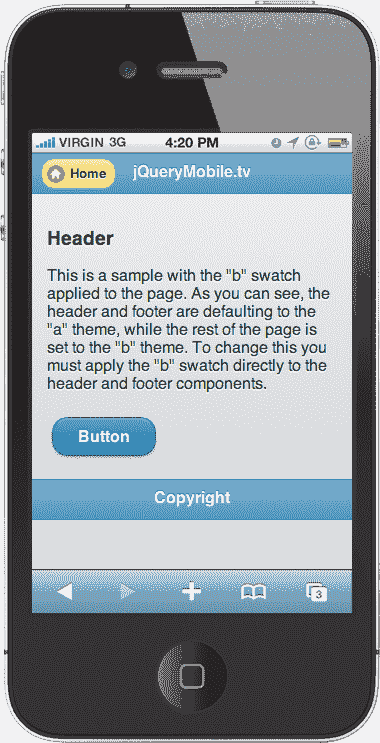 VIRGIN 3G 4:20 PM
Home jQueryMobile.tv
Header
This is a sample with the "b" swatch
applied to the page. As you can see, the
header and footer are defaulting to the
"a" theme, while the rest of the page is
set to the "b" theme. To change this you
must apply the "b" swatch directly to the
header and footer components.
Button
Copyright
3